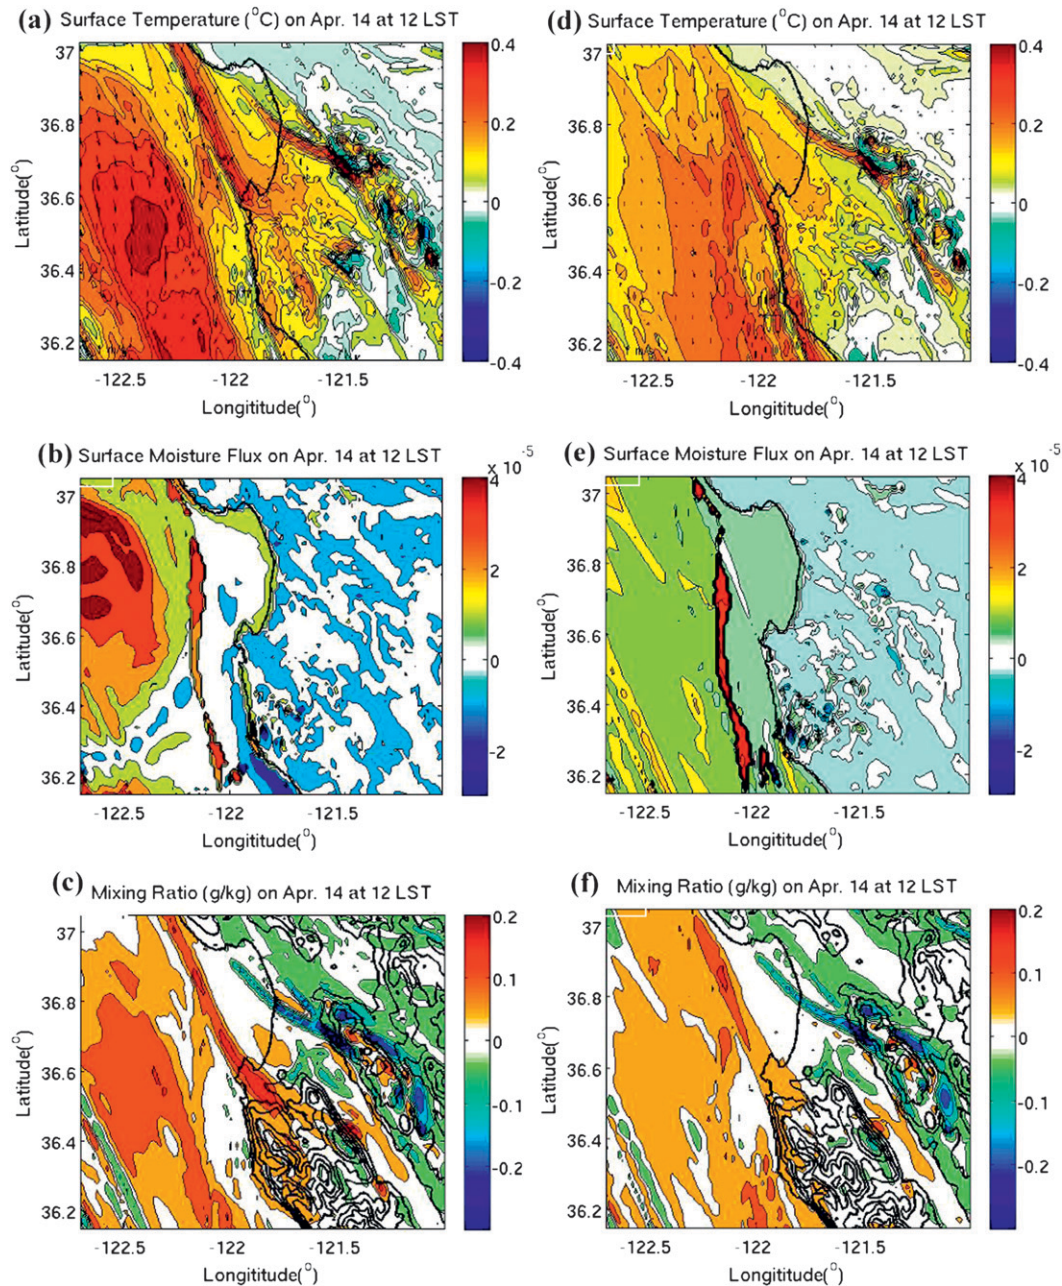 (a) Surface Temperature (°C) on Apr. 14 at 12 LST
37
36.8
36.6
36.4
36.2
Latitude(°)
-122.5 -122 -121.5
Longititude(°)
0.4
0.2
0
-0.2
-0.4
m/s
(d) Surface Temperature (°C) on Apr. 14 at 12 LST
37
36.8
36.6
36.4
36.2
Latitude(°)
-122.5 -122 -121.5
Longititude(°)
0.4
0.2
0
-0.2
-0.4
m/s
(b) Surface Moisture Flux on Apr. 14 at 12 LST
x 10⁻⁵
37
36.8
36.6
36.4
36.2
Latitude(°)
-122.5 -122 -121.5
Longititude(°)
4
2
0
-2
(e) Surface Moisture Flux on Apr. 14 at 12 LST
x 10⁻⁵
37
36.8
36.6
36.4
36.2
Latitude(°)
-122.5 -122 -121.5
Longititude(°)
4
2
0
-2
(c) Mixing Ratio (g/kg) on Apr. 14 at 12 LST
37
36.8
36.6
36.4
36.2
Latitude(°)
-122.5 -122 -121.5
Longititude(°)
0.2
0.1
0
-0.1
-0.2
(f) Mixing Ratio (g/kg) on Apr. 14 at 12 LST
37
36.8
36.6
36.4
36.2
Latitude(°)
-122.5 -122 -121.5
Longititude(°)
0.2
0.1
0
-0.1
-0.2